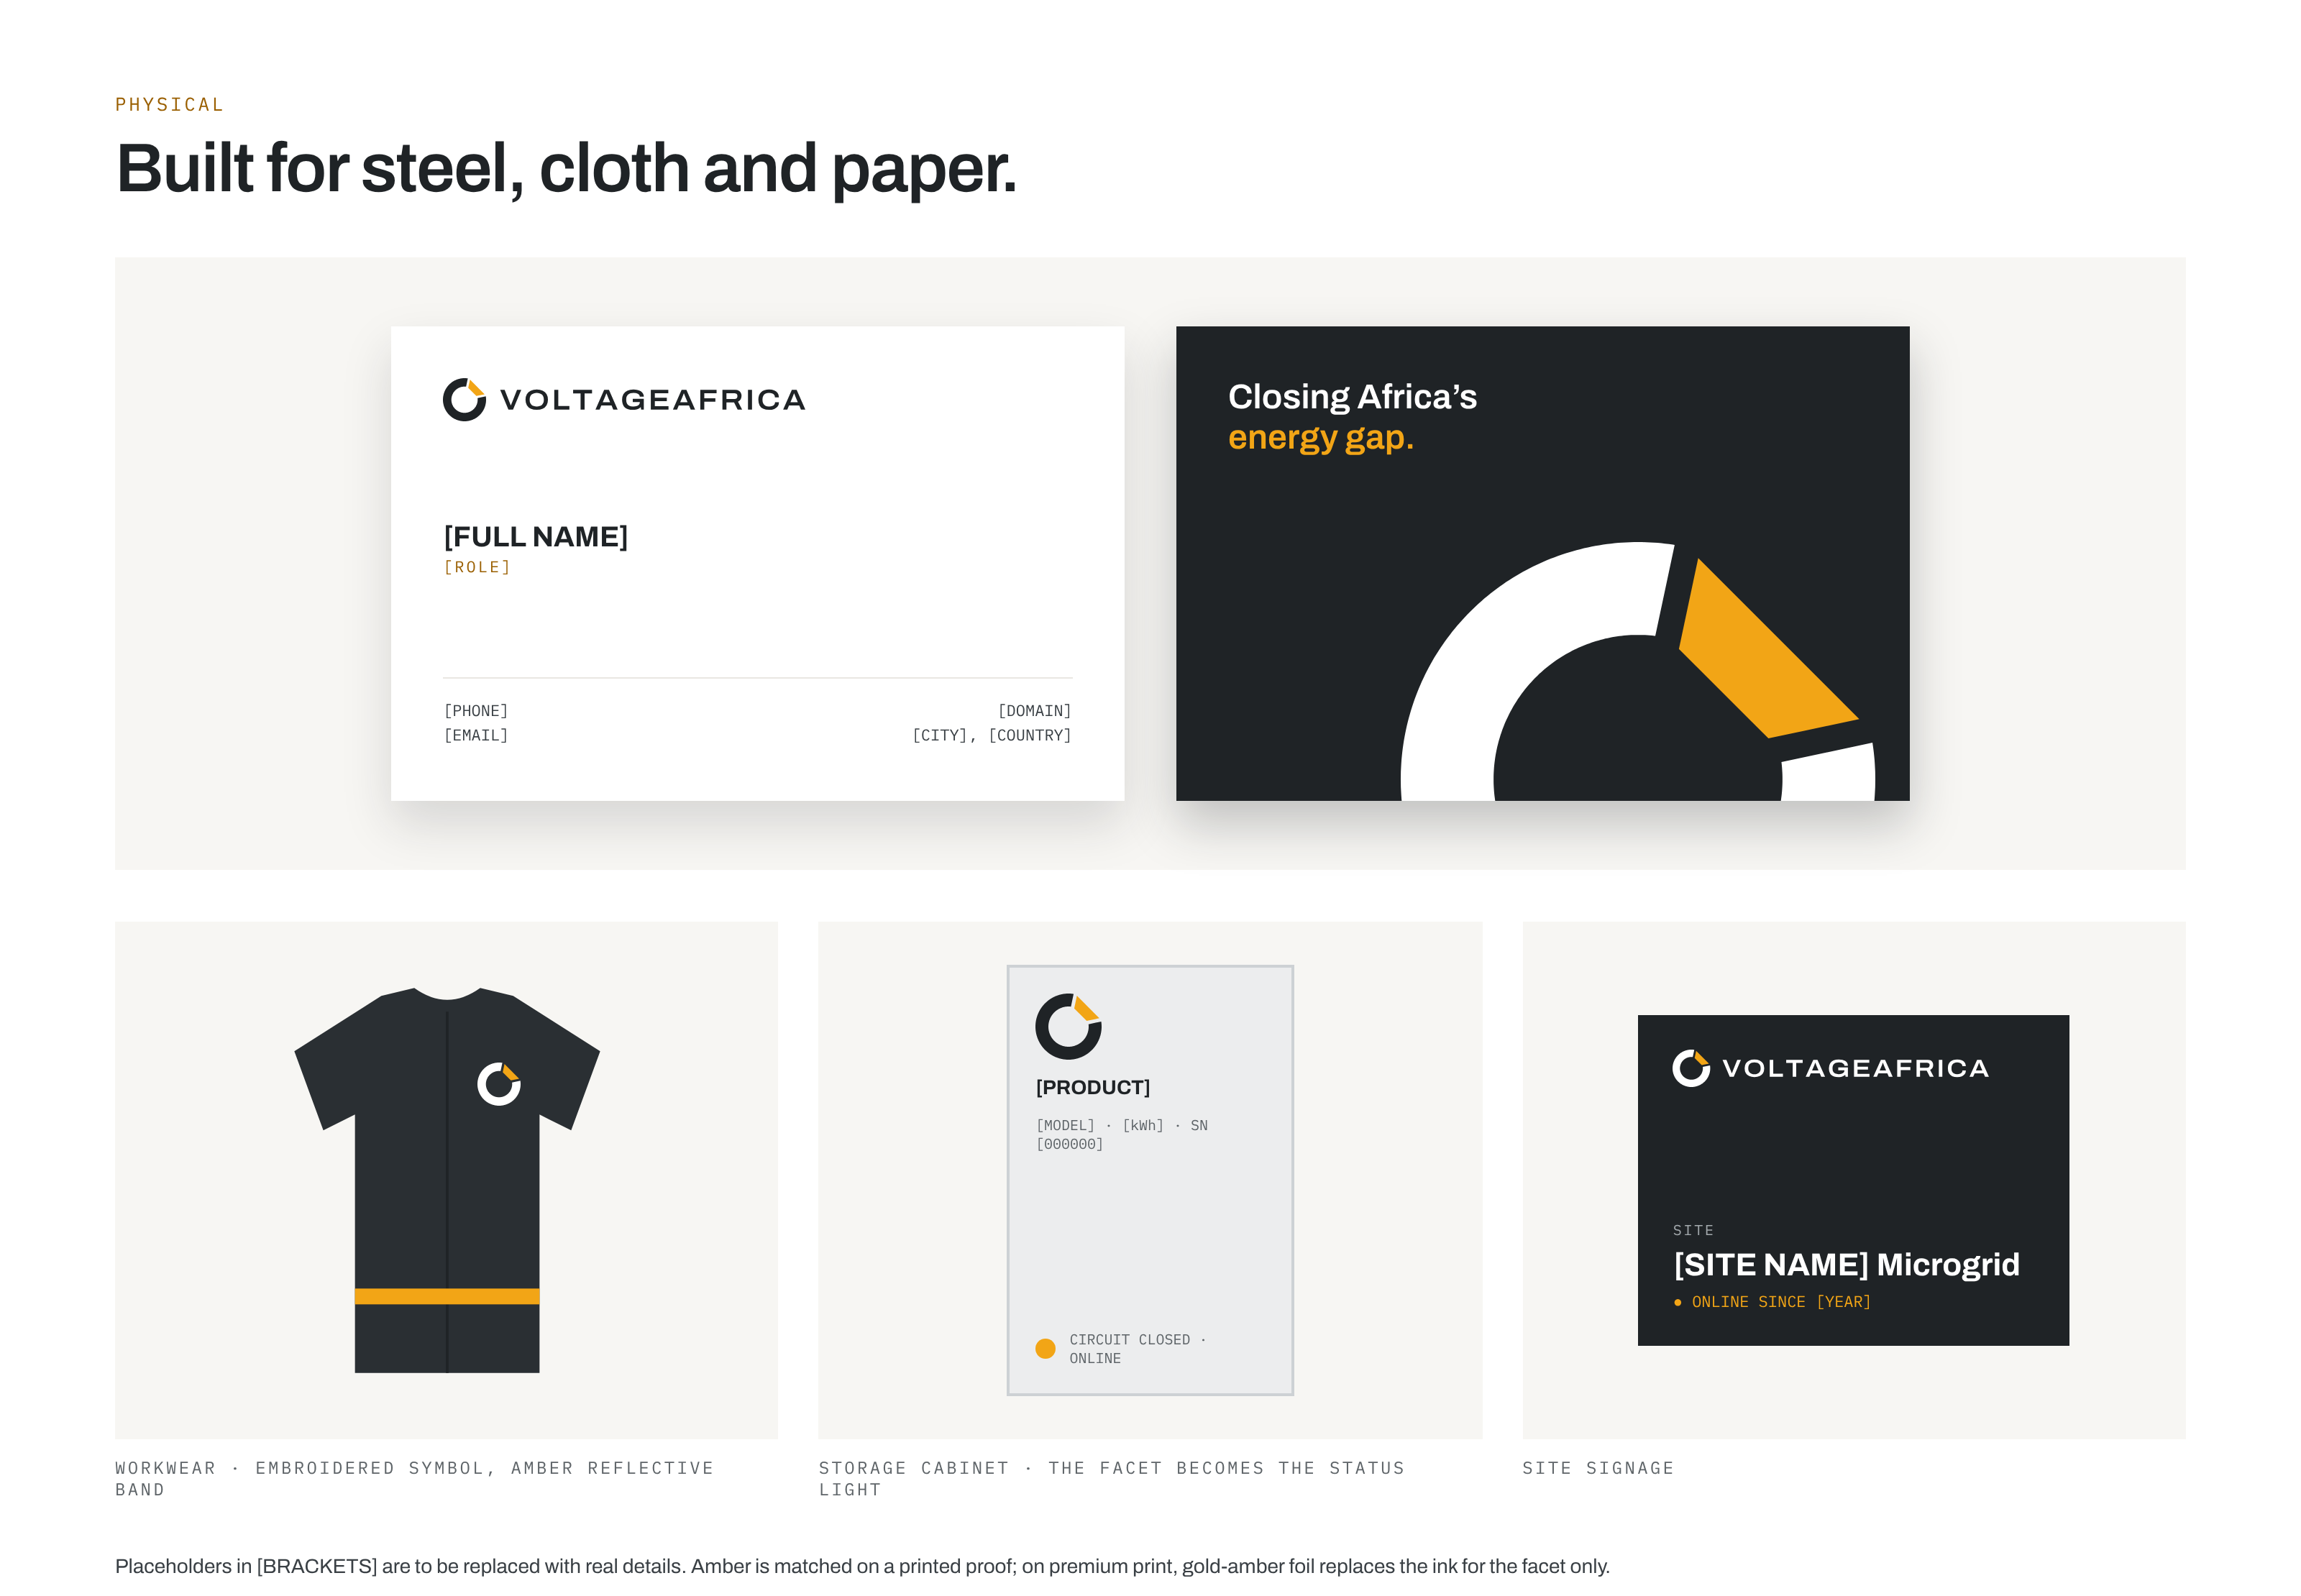 PHYSICAL
Built for steel, cloth and paper.
VOLTAGEAFRICA
[FULL NAME]
[ROLE]
[PHONE]
[EMAIL]
[DOMAIN]
[CITY], [COUNTRY]
Closing Africa’s
energy gap.
WORKWEAR · EMBROIDERED SYMBOL, AMBER REFLECTIVE
BAND
[PRODUCT]
[MODEL] · [kWh] · SN
[000000]
CIRCUIT CLOSED ·
ONLINE
STORAGE CABINET · THE FACET BECOMES THE STATUS
LIGHT
VOLTAGEAFRICA
SITE
[SITE NAME] Microgrid
ONLINE SINCE [YEAR]
SITE SIGNAGE
Placeholders in [BRACKETS] are to be replaced with real details. Amber is matched on a printed proof; on premium print, gold-amber foil replaces the ink for the facet only.